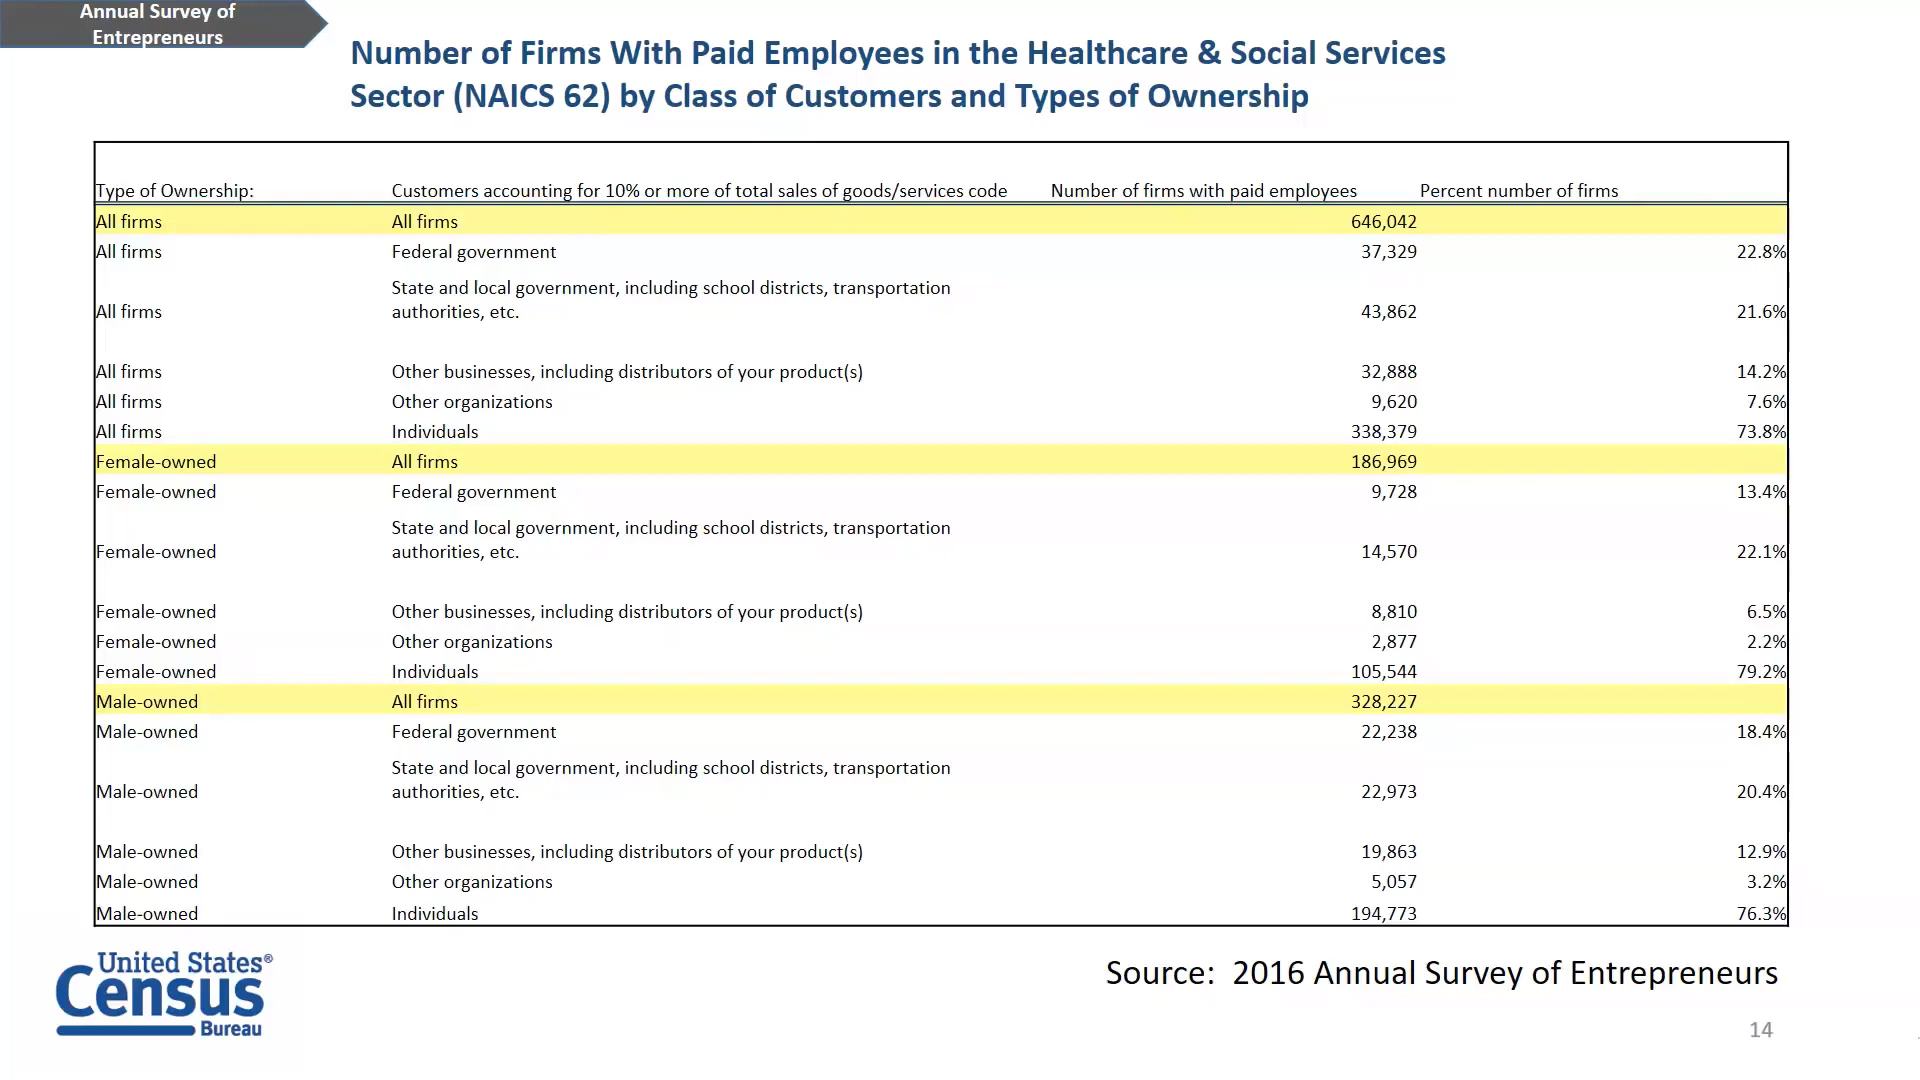 Annual Survey of
Entrepreneurs
Number of Firms With Paid Employees in the Healthcare & Social Services
Sector (NAICS 62) by Class of Customers and Types of Ownership
Type of Ownership: Customers accounting for 10% or more of total sales of goods/services code Number of firms with paid employees Percent number of firms
All firms All firms 646,042
All firms Federal government 37,329 22.8%
State and local government, including school districts, transportation
All firms authorities, etc. 43,862 21.6%
All firms Other businesses, including distributors of your product(s) 32,888 14.2%
All firms Other organizations 9,620 7.6%
All firms Individuals 338,379 73.8%
Female-owned All firms 186,969
Female-owned Federal government 9,728 13.4%
State and local government, including school districts, transportation
Female-owned authorities, etc. 14,570 22.1%
Female-owned Other businesses, including distributors of your product(s) 8,810 6.5%
Female-owned Other organizations 2,877 2.2%
Female-owned Individuals 105,544 79.2%
Male-owned All firms 328,227
Male-owned Federal government 22,238 18.4%
State and local government, including school districts, transportation
Male-owned authorities, etc. 22,973 20.4%
Male-owned Other businesses, including distributors of your product(s) 19,863 12.9%
Male-owned Other organizations 5,057 3.2%
Male-owned Individuals 194,773 76.3%
United States®
Census
Bureau
Source: 2016 Annual Survey of Entrepreneurs
14